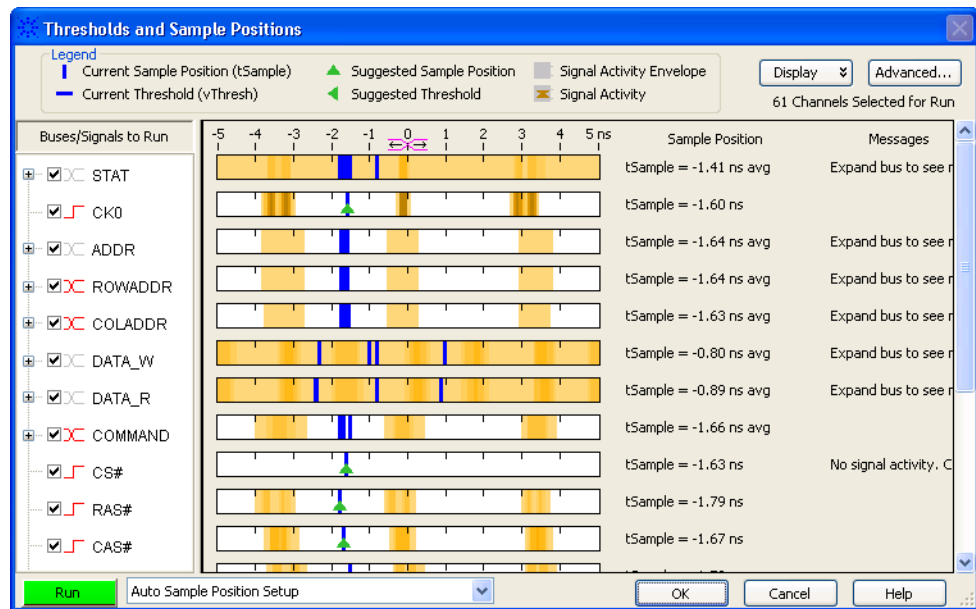 Thresholds and Sample Positions
Legend
Current Sample Position (tSample)
Suggested Sample Position
Signal Activity Envelope
Current Threshold (vThresh)
Suggested Threshold
Signal Activity
Display
Advanced...
61 Channels Selected for Run
Buses/Signals to Run
-5 -4 -3 -2 -1 0 1 2 3 4 5 ns
Sample Position
Messages
STAT
tSample = -1.41 ns avg
Expand bus to see r
CK0
tSample = -1.60 ns
ADDR
tSample = -1.64 ns avg
Expand bus to see r
ROWADDR
tSample = -1.64 ns avg
Expand bus to see r
COLADDR
tSample = -1.63 ns avg
Expand bus to see r
DATA_W
tSample = -0.80 ns avg
Expand bus to see r
DATA_R
tSample = -0.89 ns avg
Expand bus to see r
COMMAND
tSample = -1.66 ns avg
CS#
tSample = -1.63 ns
No signal activity. C
RAS#
tSample = -1.79 ns
CAS#
tSample = -1.67 ns
Run
Auto Sample Position Setup
OK
Cancel
Help